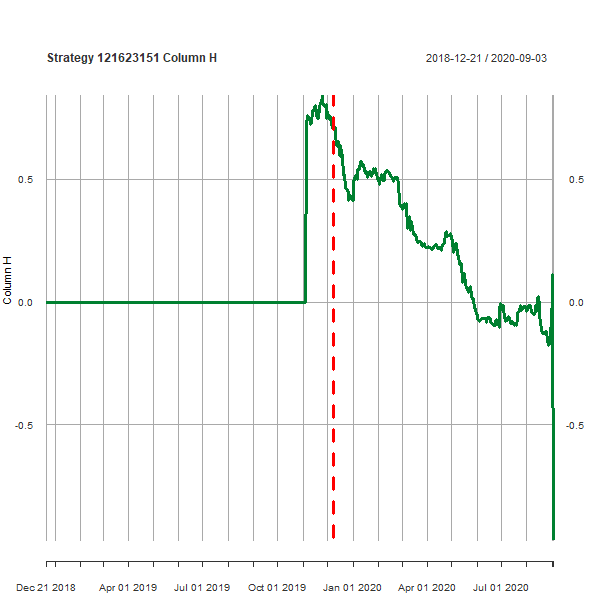 Strategy 121623151 Column H
2018-12-21 / 2020-09-03
Column H
0.5
0.0
-0.5
0.5
0.0
-0.5
Dec 21 2018
Apr 01 2019
Jul 01 2019
Oct 01 2019
Jan 01 2020
Apr 01 2020
Jul 01 2020